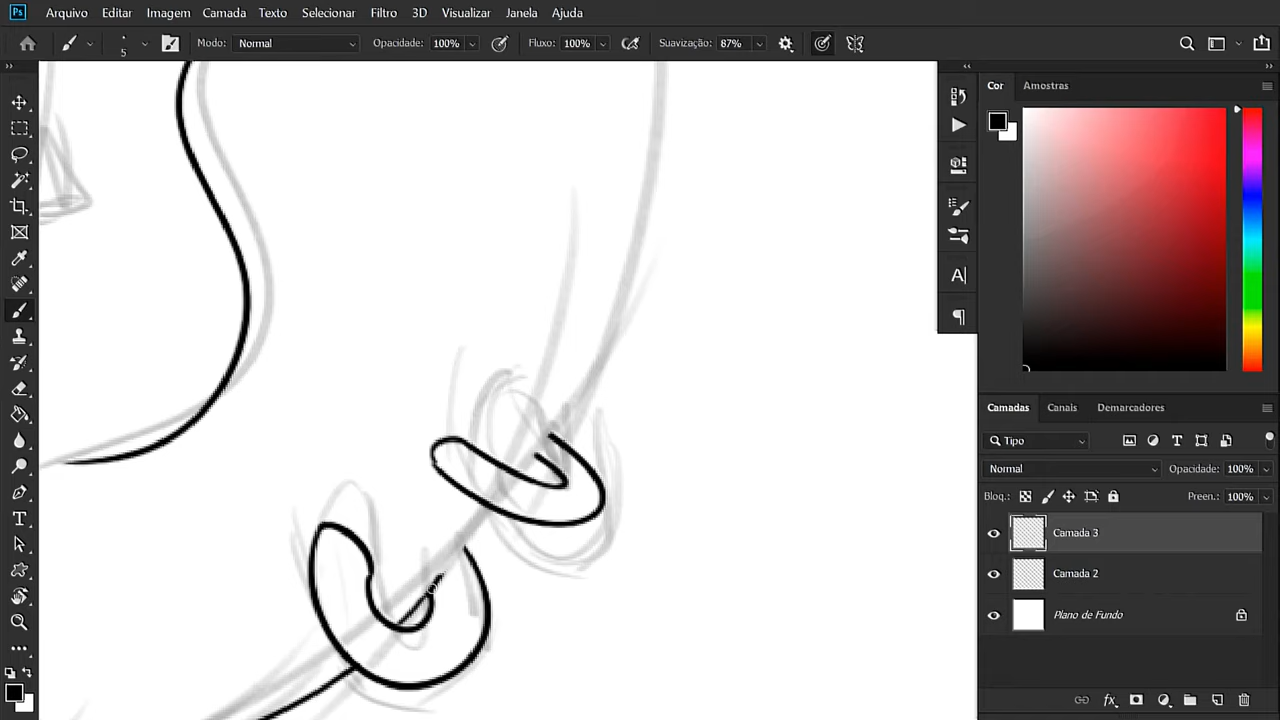 Ps Arquivo Editar Imagem Camada Texto Selecionar Filtro 3D Visualizar Janela Ajuda
5 Modo: Normal Opacidade: 100% Fluxo: 100% Suavização: 87%
Cor Amostras
Camadas Canais Demarcadores
Tipo
Normal Opacidade: 100%
Bloq.: Preen.: 100%
Camada 3
Camada 2
Plano de Fundo